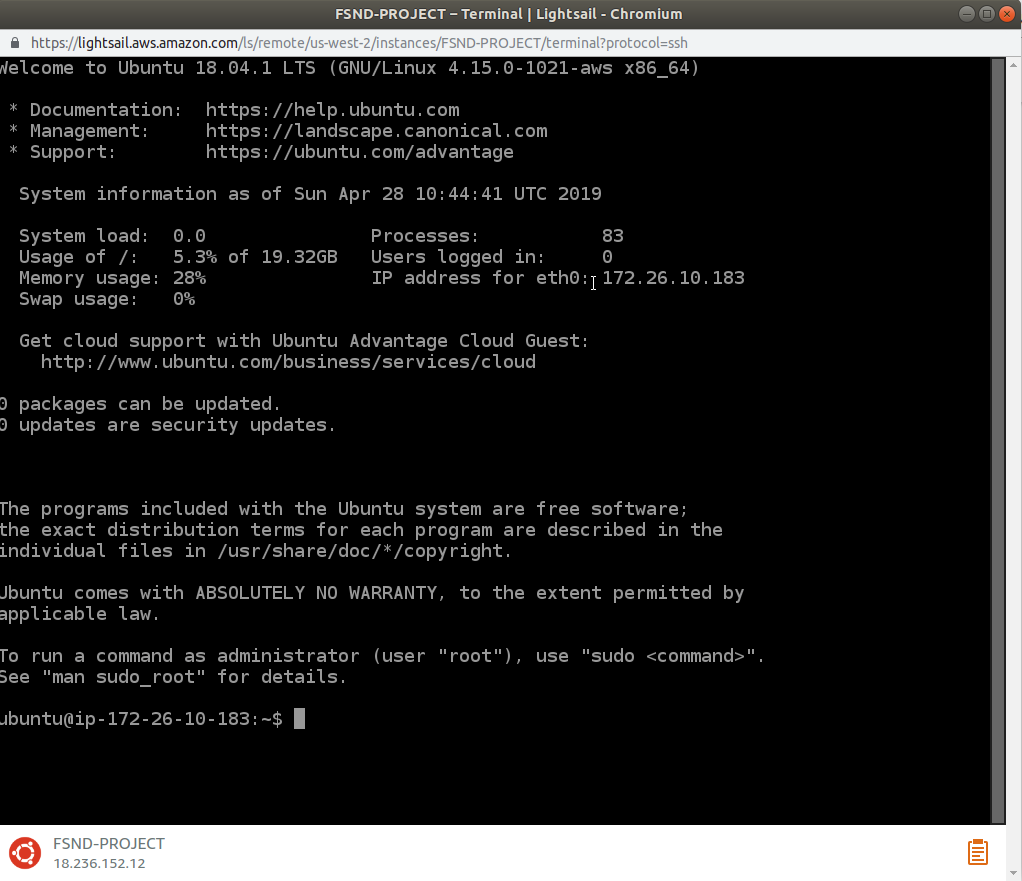 FSND-PROJECT – Terminal | Lightsail - Chromium
https://lightsail.aws.amazon.com/ls/remote/us-west-2/instances/FSND-PROJECT/terminal?protocol=ssh
Welcome to Ubuntu 18.04.1 LTS (GNU/Linux 4.15.0-1021-aws x86_64)
* Documentation: https://help.ubuntu.com
* Management: https://landscape.canonical.com
* Support: https://ubuntu.com/advantage
System information as of Sun Apr 28 10:44:41 UTC 2019
System load: 0.0 Processes: 83
Usage of /: 5.3% of 19.32GB Users logged in: 0
Memory usage: 28% IP address for eth0: 172.26.10.183
Swap usage: 0%
Get cloud support with Ubuntu Advantage Cloud Guest:
http://www.ubuntu.com/business/services/cloud
0 packages can be updated.
0 updates are security updates.
The programs included with the Ubuntu system are free software;
the exact distribution terms for each program are described in the
individual files in /usr/share/doc/*/copyright.
Ubuntu comes with ABSOLUTELY NO WARRANTY, to the extent permitted by
applicable law.
To run a command as administrator (user "root"), use "sudo <command>".
See "man sudo_root" for details.
ubuntu@ip-172-26-10-183:~$
FSND-PROJECT
18.236.152.12